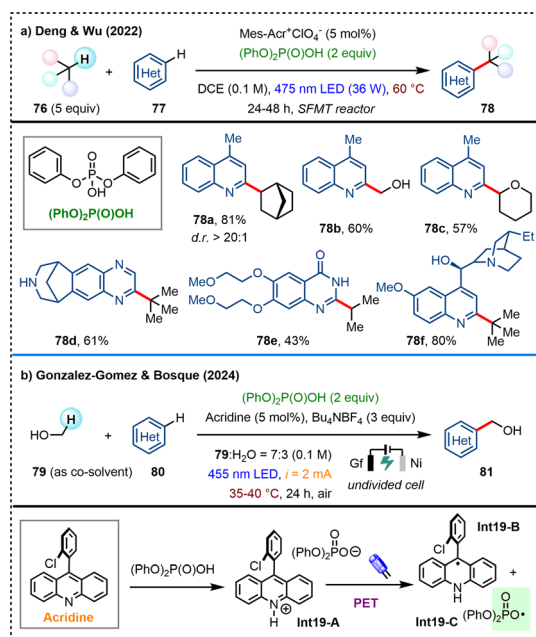 a) Deng & Wu (2022)
Mes-Acr⁺ClO₄⁻ (5 mol%)
(PhO)₂P(O)OH (2 equiv)
H
H
Het
+
Het
DCE (0.1 M), 475 nm LED (36 W), 60 °C
24-48 h, SFMT reactor
76 (5 equiv)
77
78
O
O P O
OH
(PhO)₂P(O)OH
Me
N
78a, 81%
d.r. > 20:1
Me
N
OH
78b, 60%
Me
N
O
78c, 57%
HN
N
N
Me
Me
Me
78d, 61%
MeO
O
MeO
O
O
NH
N
Me
Me
78e, 43%
Et
HO
N
H
MeO
N
Me
Me
Me
78f, 80%
b) Gonzalez-Gomez & Bosque (2024)
(PhO)₂P(O)OH (2 equiv)
Acridine (5 mol%), Bu₄NBF₄ (3 equiv)
HO
H
+
H
Het
79:H₂O = 7:3 (0.1 M)
455 nm LED, i = 2 mA
35-40 °C, 24 h, air
Gf
Ni
undivided cell
Het
OH
79 (as co-solvent)
80
81
Cl
N
Acridine
(PhO)₂P(O)OH
Cl
N
H
+
Int19-A
O
(PhO)₂PO⊖
PET
Int19-B
Cl
•
N
H
+
Int19-C
O
(PhO)₂PO•